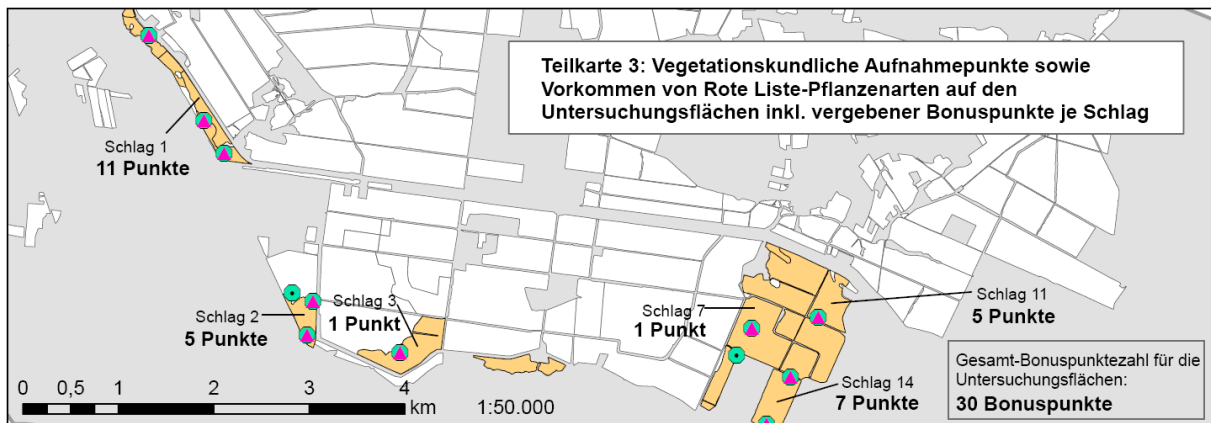 Teilkarte 3: Vegetationskundliche Aufnahmepunkte sowie
Vorkommen von Rote Liste-Pflanzenarten auf den
Untersuchungsflächen inkl. vergebener Bonuspunkte je Schlag
Schlag 1
11 Punkte
Schlag 2
5 Punkte
Schlag 3
1 Punkt
Schlag 7
1 Punkt
Schlag 11
5 Punkte
Schlag 14
7 Punkte
Gesamt-Bonuspunktezahl für die
Untersuchungsflächen:
30 Bonuspunkte
0 0,5 1 2 3 4
km
1:50.000